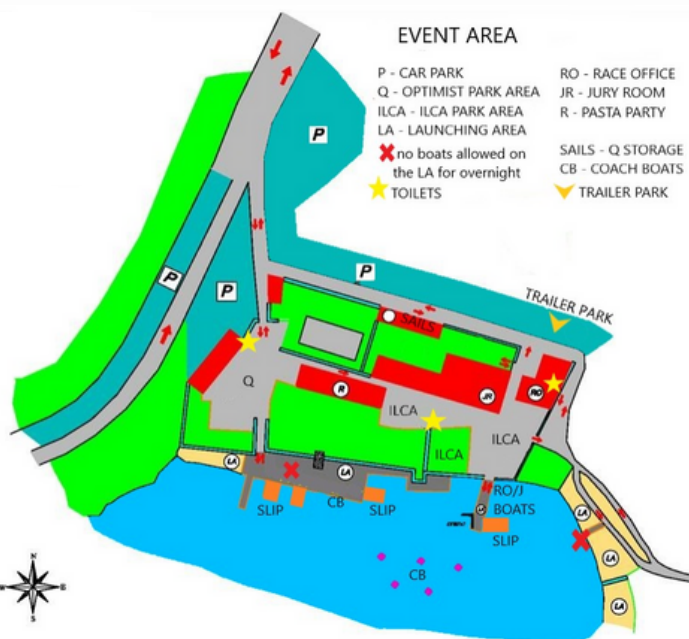 EVENT AREA
P - CAR PARK
Q - OPTIMIST PARK AREA
ILCA - ILCA PARK AREA
LA - LAUNCHING AREA
no boats allowed on
the LA for overnight
TOILETS
RO - RACE OFFICE
JR - JURY ROOM
R - PASTA PARTY
SAILS - Q STORAGE
CB - COACH BOATS
TRAILER PARK
P
P
P
P
TRAILER PARK
SAILS
Q
R
JR
RO
ILCA
ILCA
ILCA
LA
LA
CB
SLIP
SLIP
RO/J
BOATS
SLIP
LA
LA
LA
CB
N
S